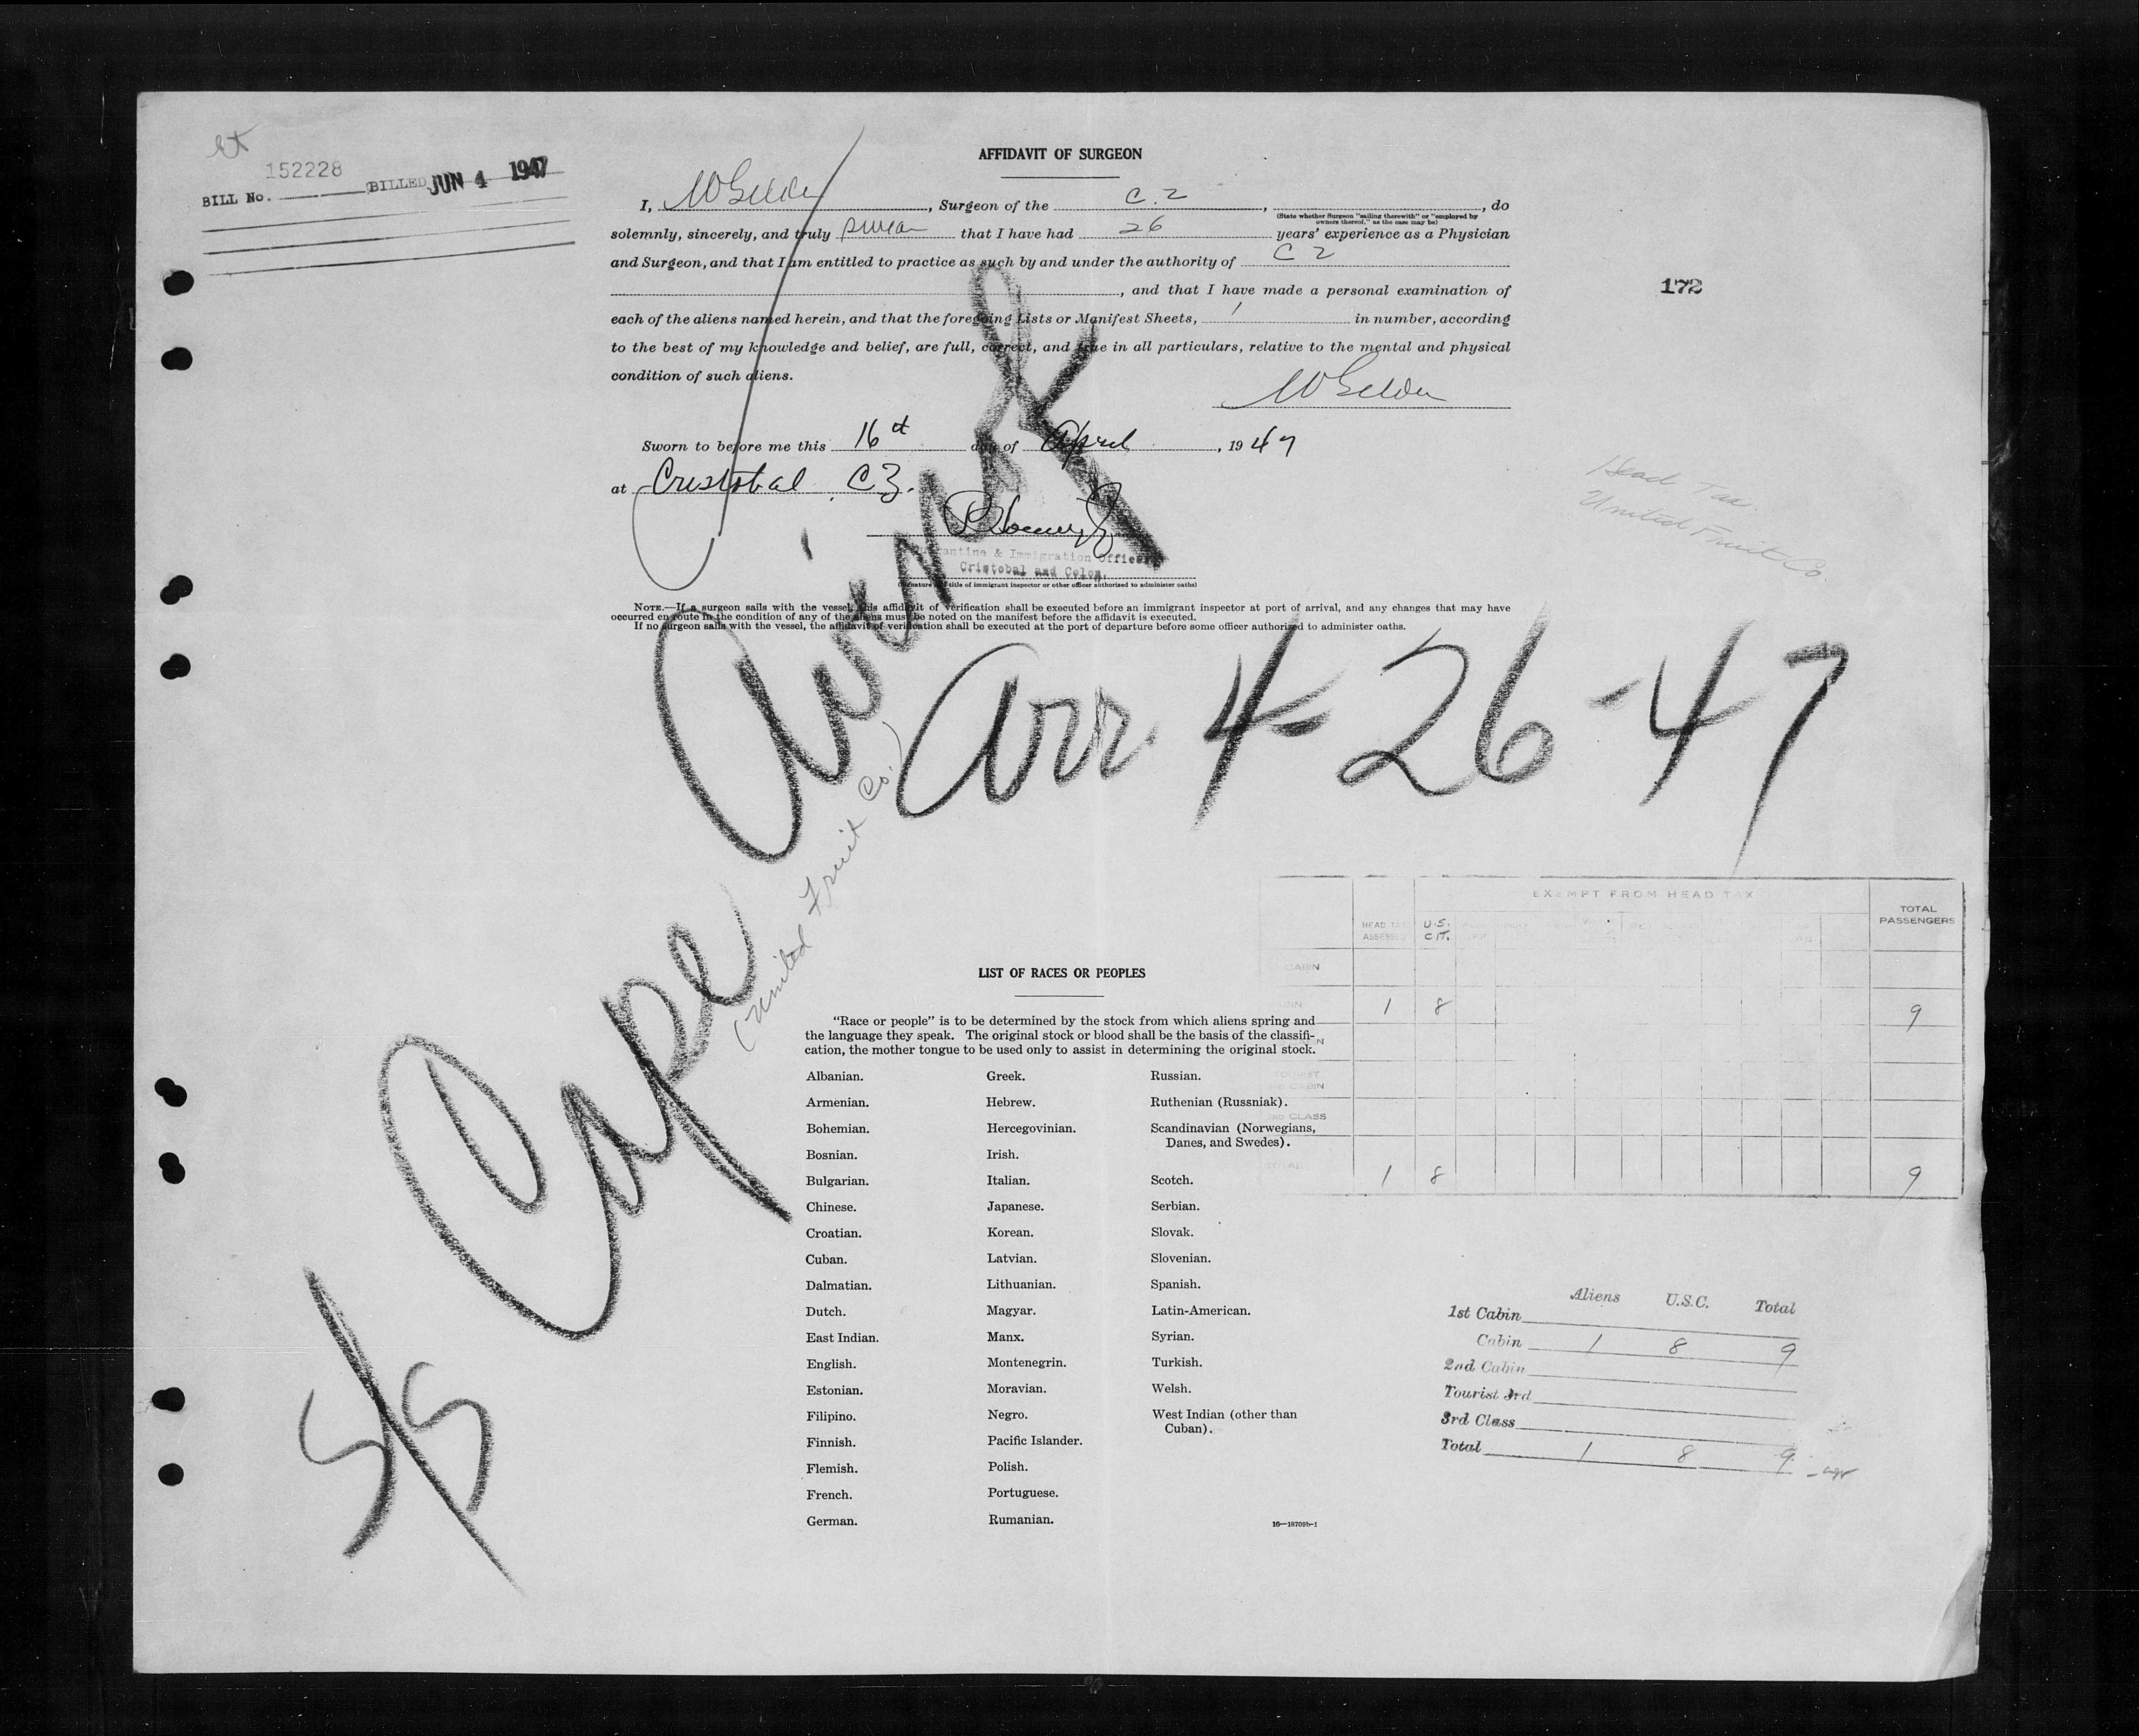 152228
BILL No. BILLED JUN 4 1947
AFFIDAVIT OF SURGEON
I, , Surgeon of the C.Z , , do
(State whether Surgeon "sailing therewith" or "employed by owners thereof," as the case may be)
solemnly, sincerely, and truly swear that I have had 26 years' experience as a Physician
and Surgeon, and that I am entitled to practice as such by and under the authority of C Z
, and that I have made a personal examination of
172
each of the aliens named herein, and that the foregoing Lists or Manifest Sheets, 1 in number, according
to the best of my knowledge and belief, are full, correct, and true in all particulars, relative to the mental and physical
condition of such aliens.
Sworn to before me this 16th day of April , 1947
at Cristobal C Z.
Head Tax.
United Fruit Co
Quarantine & Immigration Officer
Cristobal and Colon.
(Signature and title of immigrant inspector or other officer authorized to administer oaths)
NOTE.—If a surgeon sails with the vessel, this affidavit of verification shall be executed before an immigrant inspector at port of arrival, and any changes that may have
occurred en route in the condition of any of the aliens must be noted on the manifest before the affidavit is executed.
If no surgeon sails with the vessel, the affidavit of verification shall be executed at the port of departure before some officer authorized to administer oaths.
S/S Cape Avinof
(United Fruit Co.)
Arr. 4-26-47
EXEMPT FROM HEAD TAX
HEAD TAX ASSESSED U.S. CIT. TOTAL PASSENGERS
CABIN
1 8 9
TOURIST
CABIN
3RD CLASS
TOTAL 1 8 9
LIST OF RACES OR PEOPLES
"Race or people" is to be determined by the stock from which aliens spring and
the language they speak. The original stock or blood shall be the basis of the classifi-
cation, the mother tongue to be used only to assist in determining the original stock.
Albanian. Greek. Russian.
Armenian. Hebrew. Ruthenian (Russniak).
Bohemian. Hercegovinian. Scandinavian (Norwegians,
Danes, and Swedes).
Bosnian. Irish.
Bulgarian. Italian. Scotch.
Chinese. Japanese. Serbian.
Croatian. Korean. Slovak.
Cuban. Latvian. Slovenian.
Dalmatian. Lithuanian. Spanish.
Dutch. Magyar. Latin-American.
East Indian. Manx. Syrian.
English. Montenegrin. Turkish.
Estonian. Moravian. Welsh.
Filipino. Negro. West Indian (other than
Cuban).
Finnish. Pacific Islander.
Flemish. Polish.
French. Portuguese.
German. Rumanian.
16—18709b-1
Aliens U.S.C. Total
1st Cabin
Cabin 1 8 9
2nd Cabin
Tourist 3rd
3rd Class
Total 1 8 9